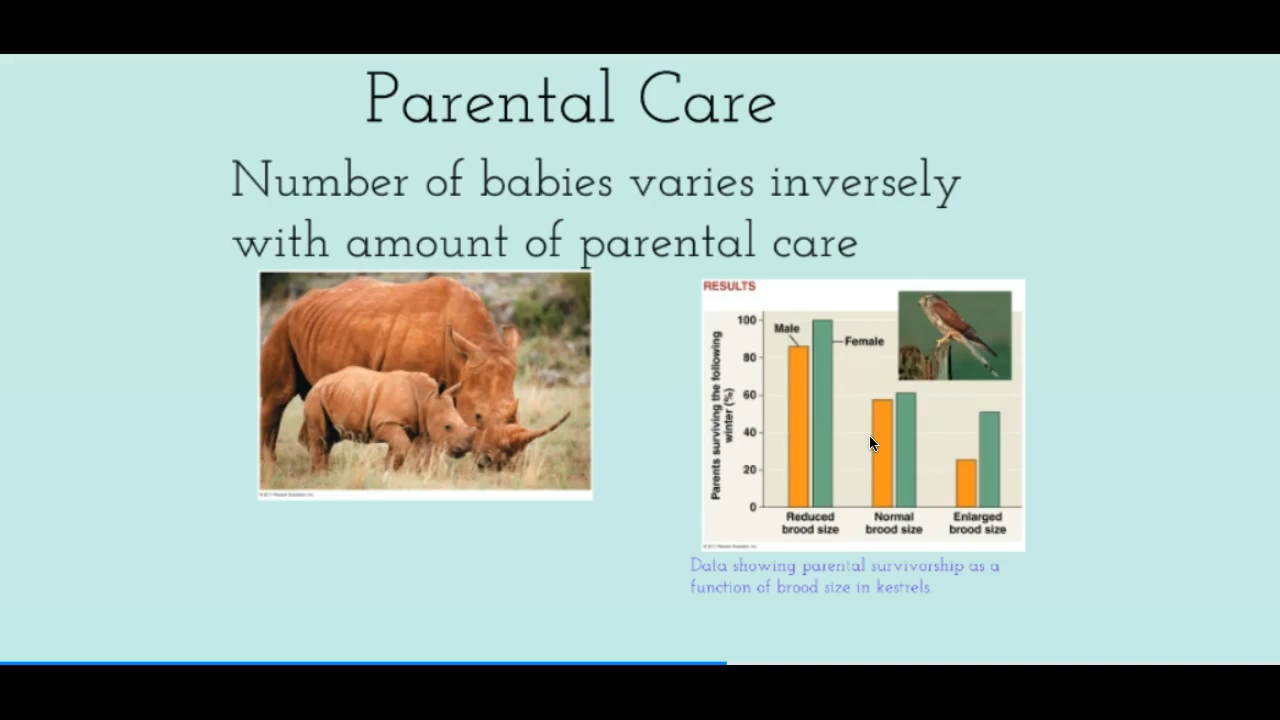 Parental Care
Number of babies varies inversely
with amount of parental care
RESULTS
Parents surviving the following
winter (%)
100
80
60
40
20
0
Male
Female
Reduced
brood size
Normal
brood size
Enlarged
brood size
Data showing parental survivorship as a
function of brood size in kestrels.